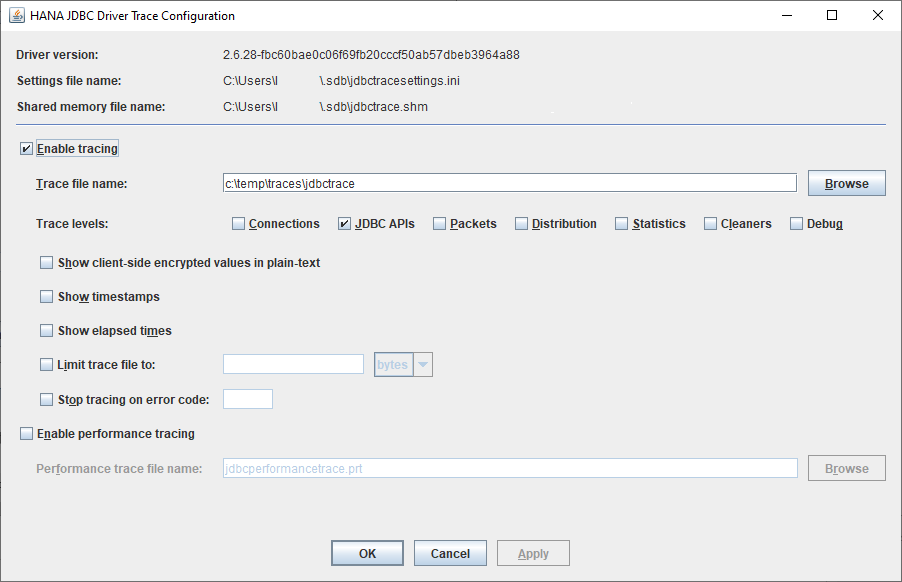 HANA JDBC Driver Trace Configuration
Driver version: 2.6.28-fbc60bae0c06f69fb20cccf50ab57dbeb3964a88
Settings file name: C:\Users\l \.sdb\jdbctracesettings.ini
Shared memory file name: C:\Users\l \.sdb\jdbctrace.shm
Enable tracing
Trace file name: c:\temp\traces\jdbctrace Browse
Trace levels: Connections JDBC APIs Packets Distribution Statistics Cleaners Debug
Show client-side encrypted values in plain-text
Show timestamps
Show elapsed times
Limit trace file to: bytes
Stop tracing on error code:
Enable performance tracing
Performance trace file name: jdbcperformancetrace.prt Browse
OK Cancel Apply